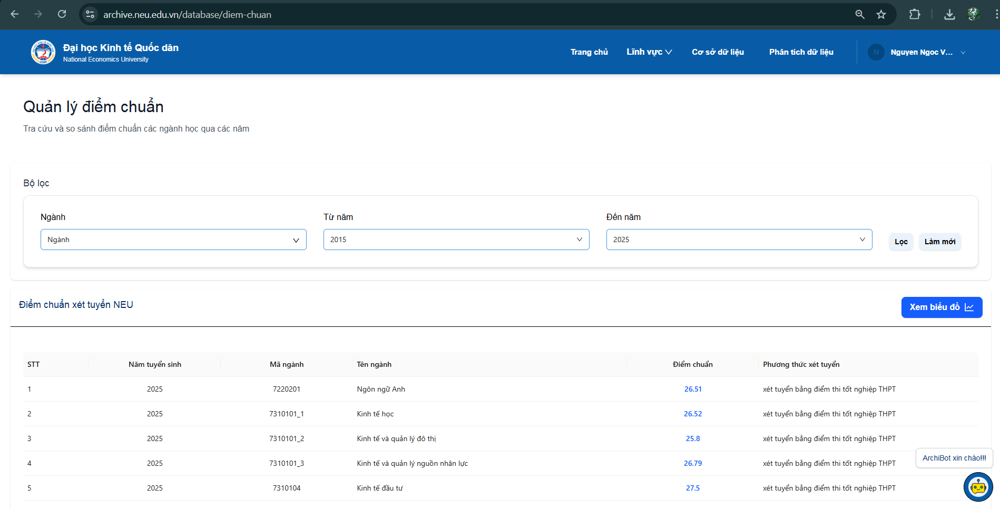 archive.neu.edu.vn/database/diem-chuan
Đại học Kinh tế Quốc dân
National Economics University
Trang chủ
Lĩnh vực
Cơ sở dữ liệu
Phân tích dữ liệu
N
Nguyen Ngoc V...
Quản lý điểm chuẩn
Tra cứu và so sánh điểm chuẩn các ngành học qua các năm
Bộ lọc
Ngành
Từ năm
Đến năm
Ngành
2015
2025
Lọc
Làm mới
Điểm chuẩn xét tuyển NEU
Xem biểu đồ
STT Năm tuyển sinh Mã ngành Tên ngành Điểm chuẩn Phương thức xét tuyển
1 2025 7220201 Ngôn ngữ Anh 26.51 xét tuyển bằng điểm thi tốt nghiệp THPT
2 2025 7310101_1 Kinh tế học 26.52 xét tuyển bằng điểm thi tốt nghiệp THPT
3 2025 7310101_2 Kinh tế và quản lý đô thị 25.8 xét tuyển bằng điểm thi tốt nghiệp THPT
4 2025 7310101_3 Kinh tế và quản lý nguồn nhân lực 26.79 xét tuyển bằng điểm thi tốt nghiệp THPT
5 2025 7310104 Kinh tế đầu tư 27.5 xét tuyển bằng điểm thi tốt nghiệp THPT
ArchiBot xin chào!!!